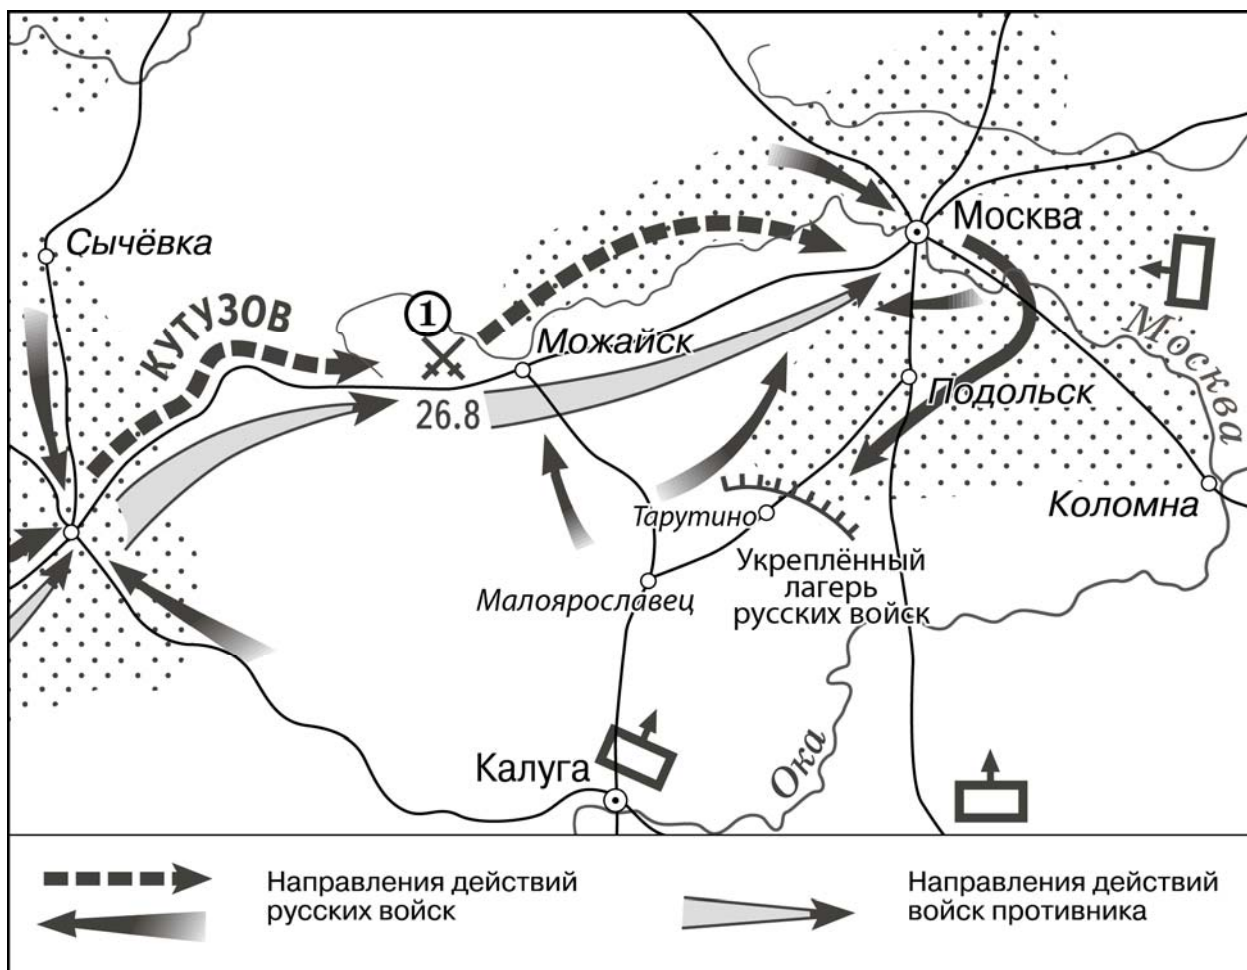 Москва
Сычёвка
КУТУЗОВ
1
Можайск
26.8
Москва
Подольск
Коломна
Тарутино
Укреплённый
лагерь
русских войск
Малоярославец
Калуга
Ока
Направления действий
русских войск
Направления действий
войск противника